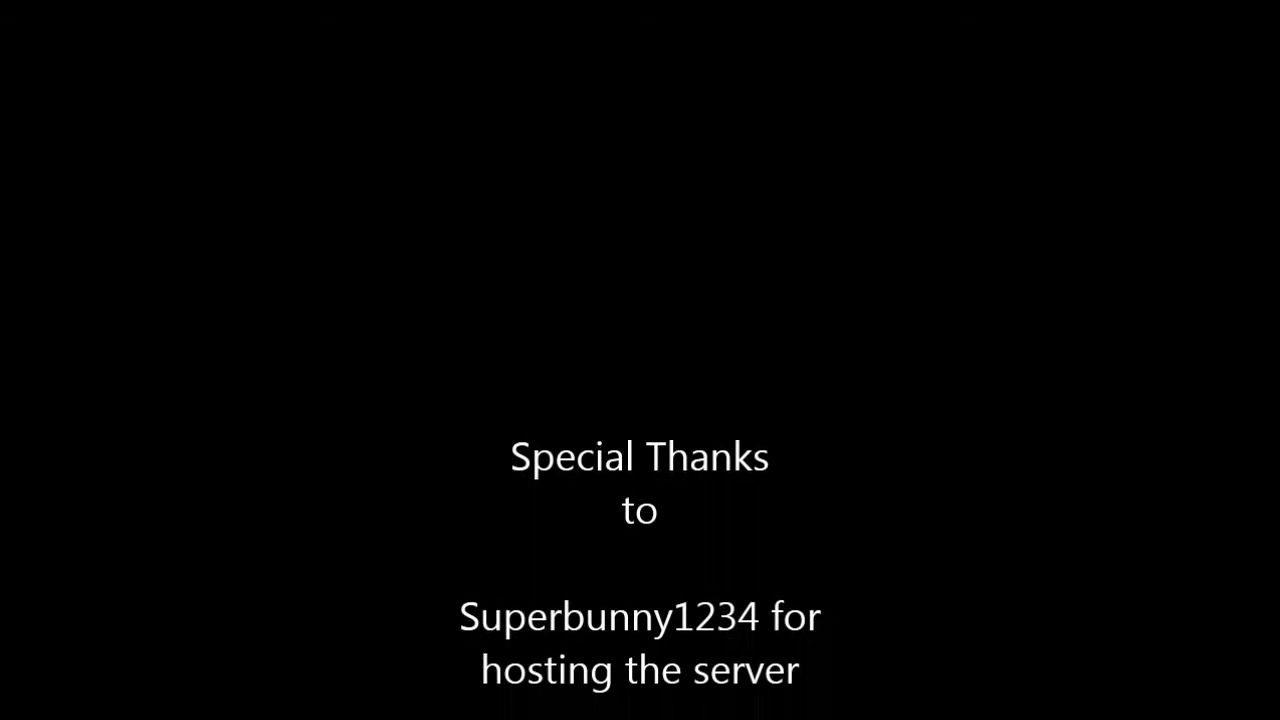 Special Thanks
to
Superbunny1234 for
hosting the server